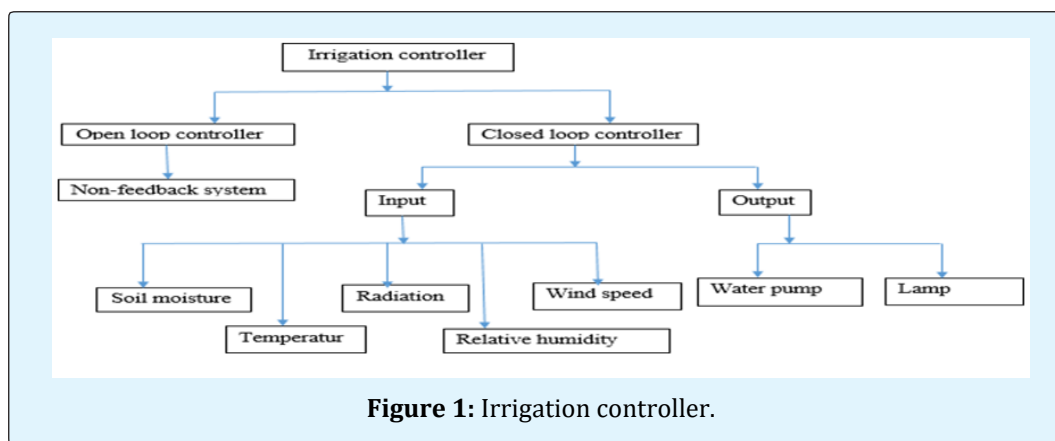 Irrigation controller
Open loop controller
Closed loop controller
Non-feedback system
Input
Output
Soil moisture
Radiation
Wind speed
Water pump
Lamp
Temperatur
Relative humidity
Figure 1: Irrigation controller.